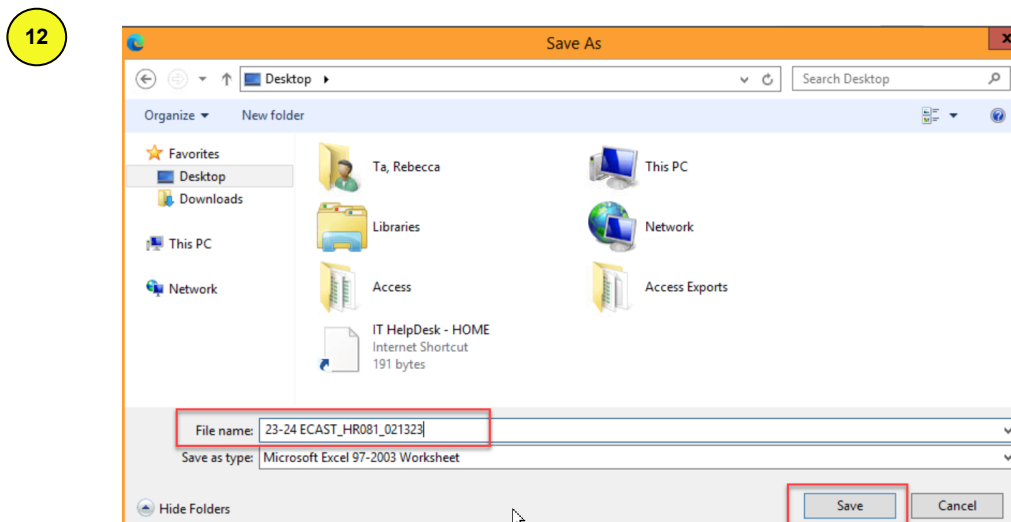 12
Save As
x
Desktop
Search Desktop
Organize
New folder
Favorites
Desktop
Downloads
This PC
Network
Ta, Rebecca
This PC
Libraries
Network
Access
Access Exports
IT HelpDesk - HOME
Internet Shortcut
191 bytes
File name: 23-24 ECAST_HR081_021323
Save as type: Microsoft Excel 97-2003 Worksheet
Hide Folders
Save
Cancel